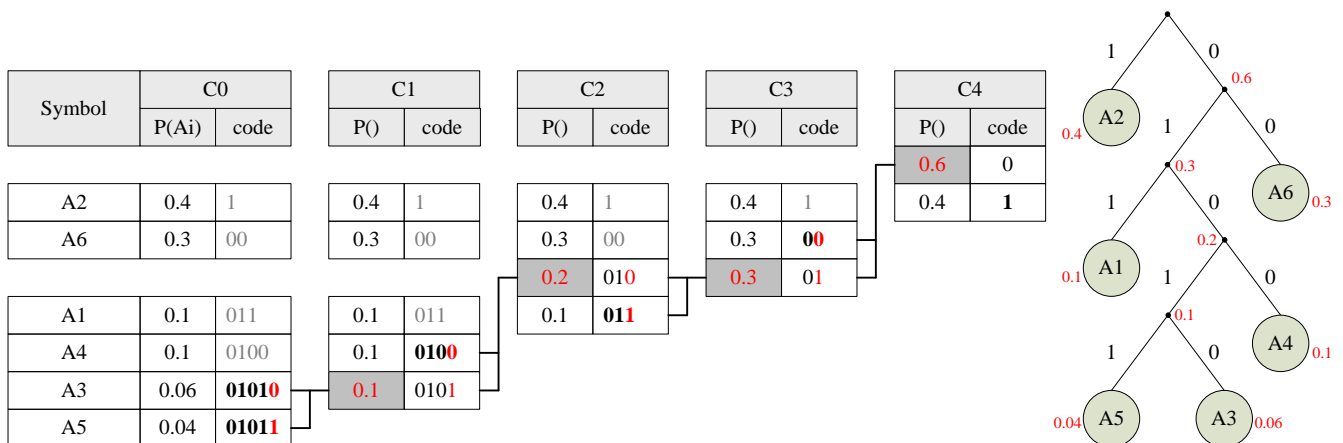 Symbol C0 C1 C2 C3 C4
P(Ai) code P() code P() code P() code P() code
0.6 0
A2 0.4 1 0.4 1 0.4 1 0.4 1 0.4 1
A6 0.3 00 0.3 00 0.3 00 0.3 00
0.2 010 0.3 01
A1 0.1 011 0.1 011 0.1 011
A4 0.1 0100 0.1 0100
A3 0.06 01010 0.1 0101
A5 0.04 01011
1 0
0.6
0.4 A2 1 0
0.3
A6 0.3
1 0
0.2
0.1 A1 1 0
0.1
A4 0.1
1 0
0.04 A5 A3 0.06